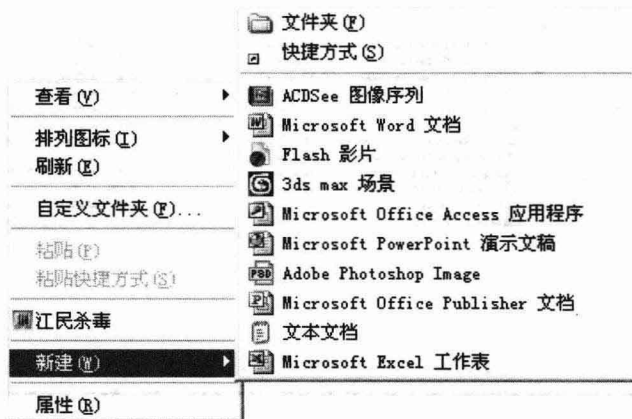 查看(V)
排列图标(I)
刷新(E)
自定义文件夹(F)...
粘贴(P)
粘贴快捷方式(S)
江民杀毒
新建(W)
属性(R)
文件夹(F)
快捷方式(S)
ACDSee 图像序列
Microsoft Word 文档
Flash 影片
3ds max 场景
Microsoft Office Access 应用程序
Microsoft PowerPoint 演示文稿
Adobe Photoshop Image
Microsoft Office Publisher 文档
文本文档
Microsoft Excel 工作表